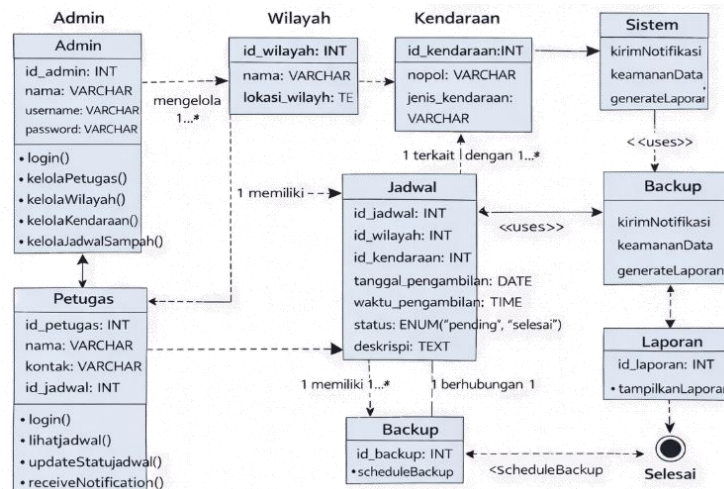 Admin
Wilayah
Kendaraan
Sistem
Admin
id_admin: INT
nama: VARCHAR
username: VARCHAR
password: VARCHAR
• login()
• kelolaPetugas()
• kelolaWilayah()
• kelolaKendaraan()
• kelolaJadwalSampah()
mengelola
1...*
id_wilayah: INT
nama: VARCHAR
lokasi_wilayh: TE
id_kendaraan:INT
nopol: VARCHAR
jenis_kendaraan:
VARCHAR
kirimNotifikasi
keamananData
generateLaporan
<<uses>>
1 terkait dengan 1...*
1 memiliki
Jadwal
id_jadwal: INT
id_wilayah: INT
id_kendaraan: INT
tanggal_pengambilan: DATE
waktu_pengambilan: TIME
status: ENUM("pending", "selesai")
deskrispi: TEXT
<<uses>>
Backup
kirimNotifikasi
keamananData
generateLaporan
Petugas
id_petugas: INT
nama: VARCHAR
kontak: VARCHAR
id_jadwal: INT
• login()
• lihatjadwal()
• updateStatujadwal()
• receiveNotification()
1 memiliki 1...*
1 berhubungan 1
Backup
id_backup: INT
• scheduleBackup
<scheduleBackup
Laporan
id_laporan: INT
• tampilkanLaporan
Selesai